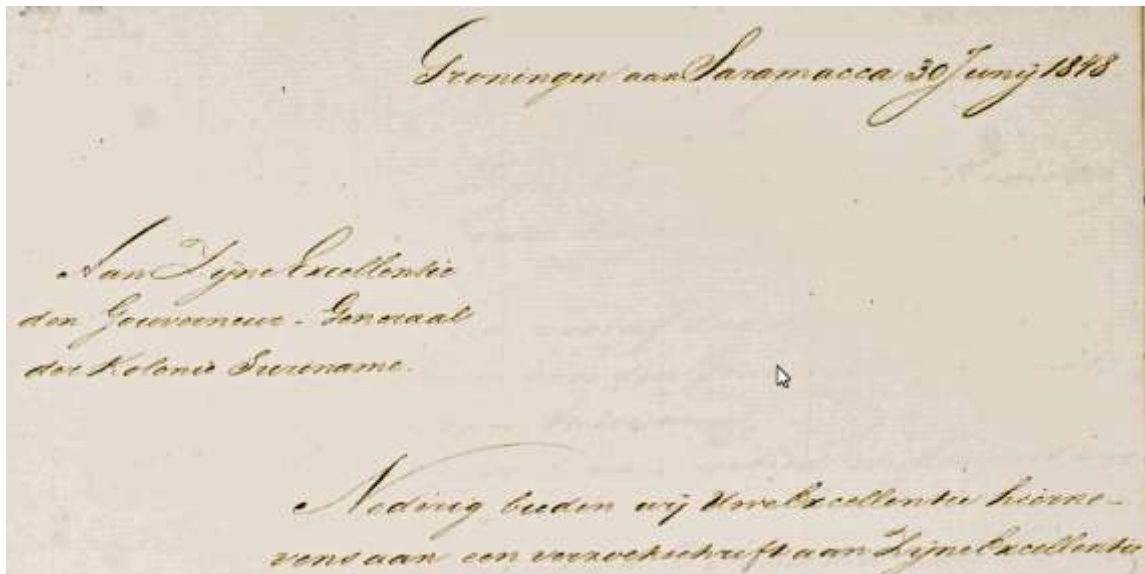 Groningen aan Saramacca 30 Junij 1848
Aan Zijne Excellentie
den Gouverneur-Generaal
der Kolonie Suriname.
Nedrig bieden wij Uwe Excellentie hierne-
vens aan een verzoekschrift aan Zijne Excellentie